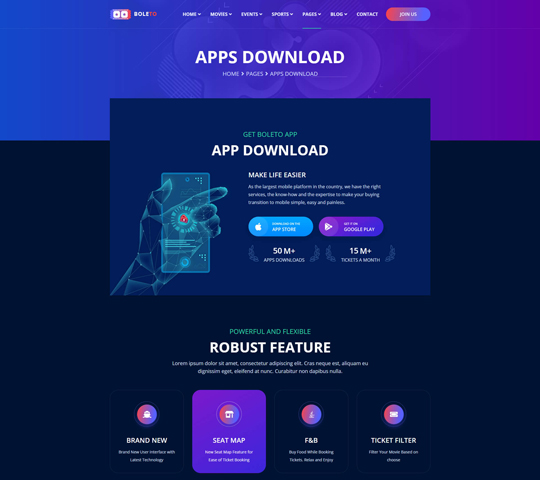 BOLETO
HOME MOVIES EVENTS SPORTS PAGES BLOG CONTACT JOIN US
APPS DOWNLOAD
HOME > PAGES > APPS DOWNLOAD
GET BOLETO APP
APP DOWNLOAD
MAKE LIFE EASIER
As the largest mobile platform in the country, we have the right
services, the know-how and the expertise to make your buying
transition to mobile simple, easy and painless.
DOWNLOAD ON THE
APP STORE
GET IT ON
GOOGLE PLAY
50 M+
APPS DOWNLOADS
15 M+
TICKETS A MONTH
POWERFUL AND FLEXIBLE
ROBUST FEATURE
Lorem ipsum dolor sit amet, consectetur adipiscing elit. Cras neque est, aliquam eu
dignissim eget, eleifend at nunc. Curabitur non dapibus nulla.
BRAND NEW
Brand New User Interface with
Latest Technology
SEAT MAP
New Seat Map Feature for
Ease of Ticket Booking
F&B
Buy Food While Booking
Tickets. Relax and Enjoy
TICKET FILTER
Filter Your Movie Based on
choose